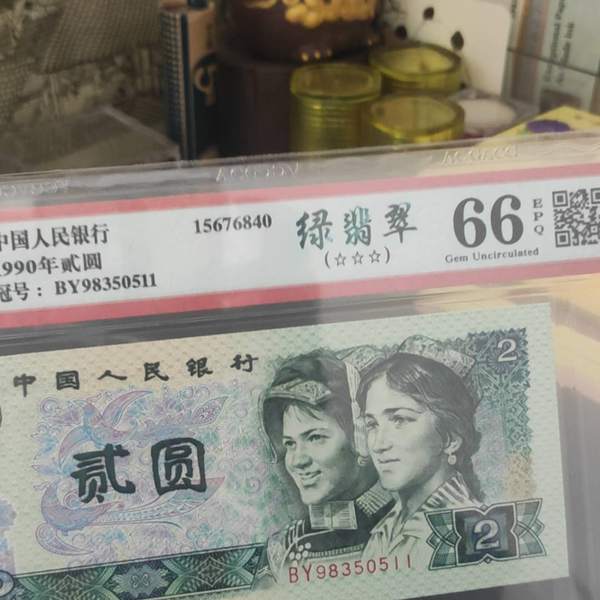 中国人民银行
1990年贰圆
冠号：BY98350511
15676840
绿翡翠
(☆☆☆)
66
EPQ
Gem Uncirculated
中国人民银行
贰圆
2
2
BY98350511